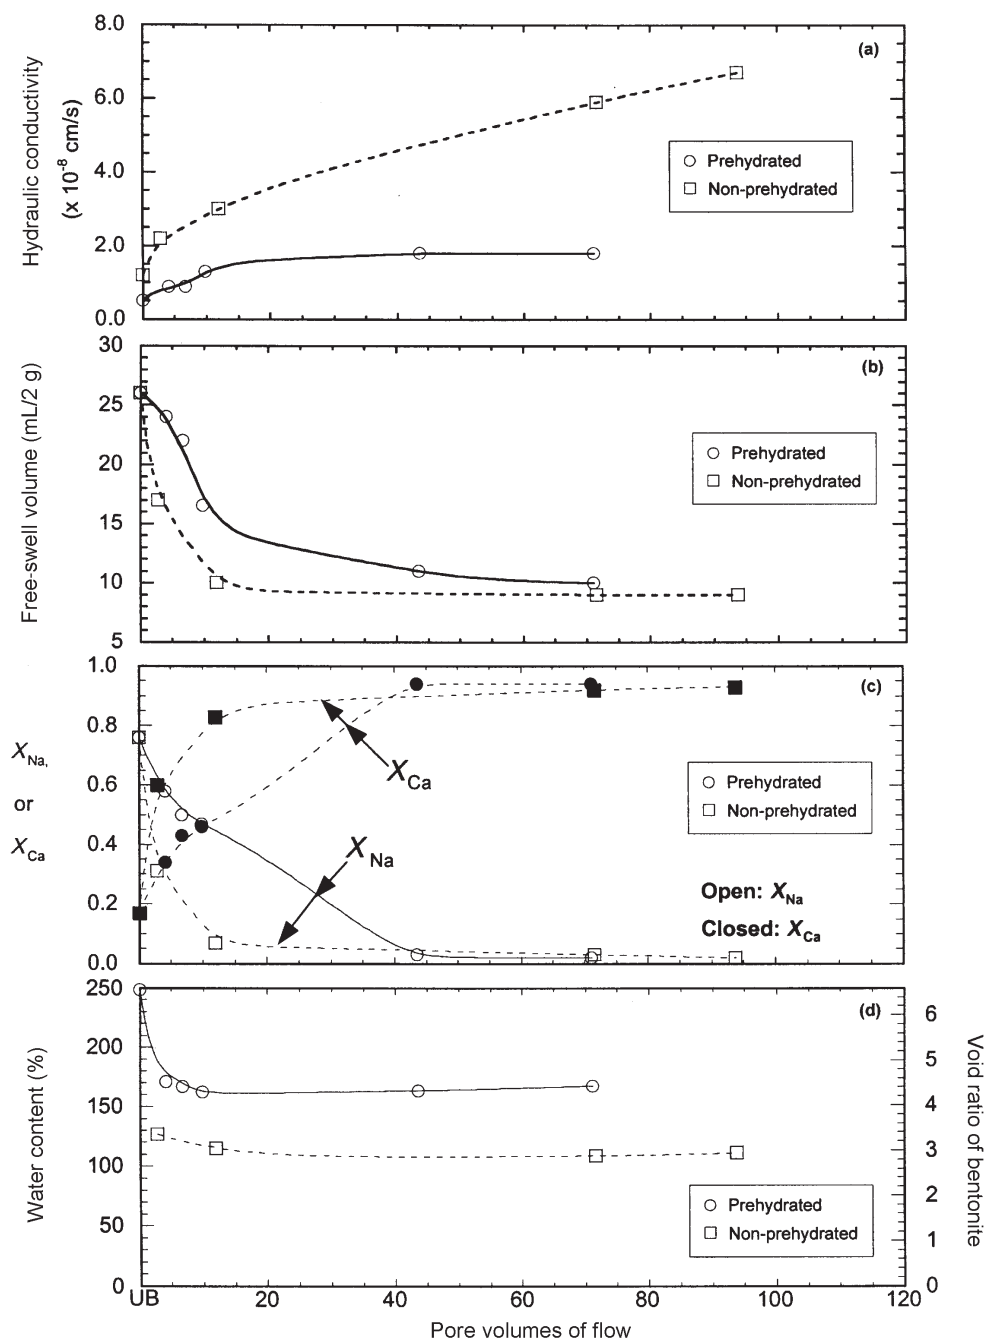 8.0
(a)
6.0
4.0
2.0
0.0
Hydraulic conductivity
(x 10⁻⁸ cm/s)
Prehydrated
Non-prehydrated
30
(b)
25
20
15
10
5
Free-swell volume (mL/2 g)
Prehydrated
Non-prehydrated
1.0
(c)
0.8
0.6
0.4
0.2
0.0
X_Na,
or
X_Ca
X_Ca
X_Na
Prehydrated
Non-prehydrated
Open: X_Na
Closed: X_Ca
250
(d)
200
150
100
50
0
Water content (%)
6
5
4
3
2
1
0
Void ratio of bentonite
Prehydrated
Non-prehydrated
UB 20 40 60 80 100 120
Pore volumes of flow